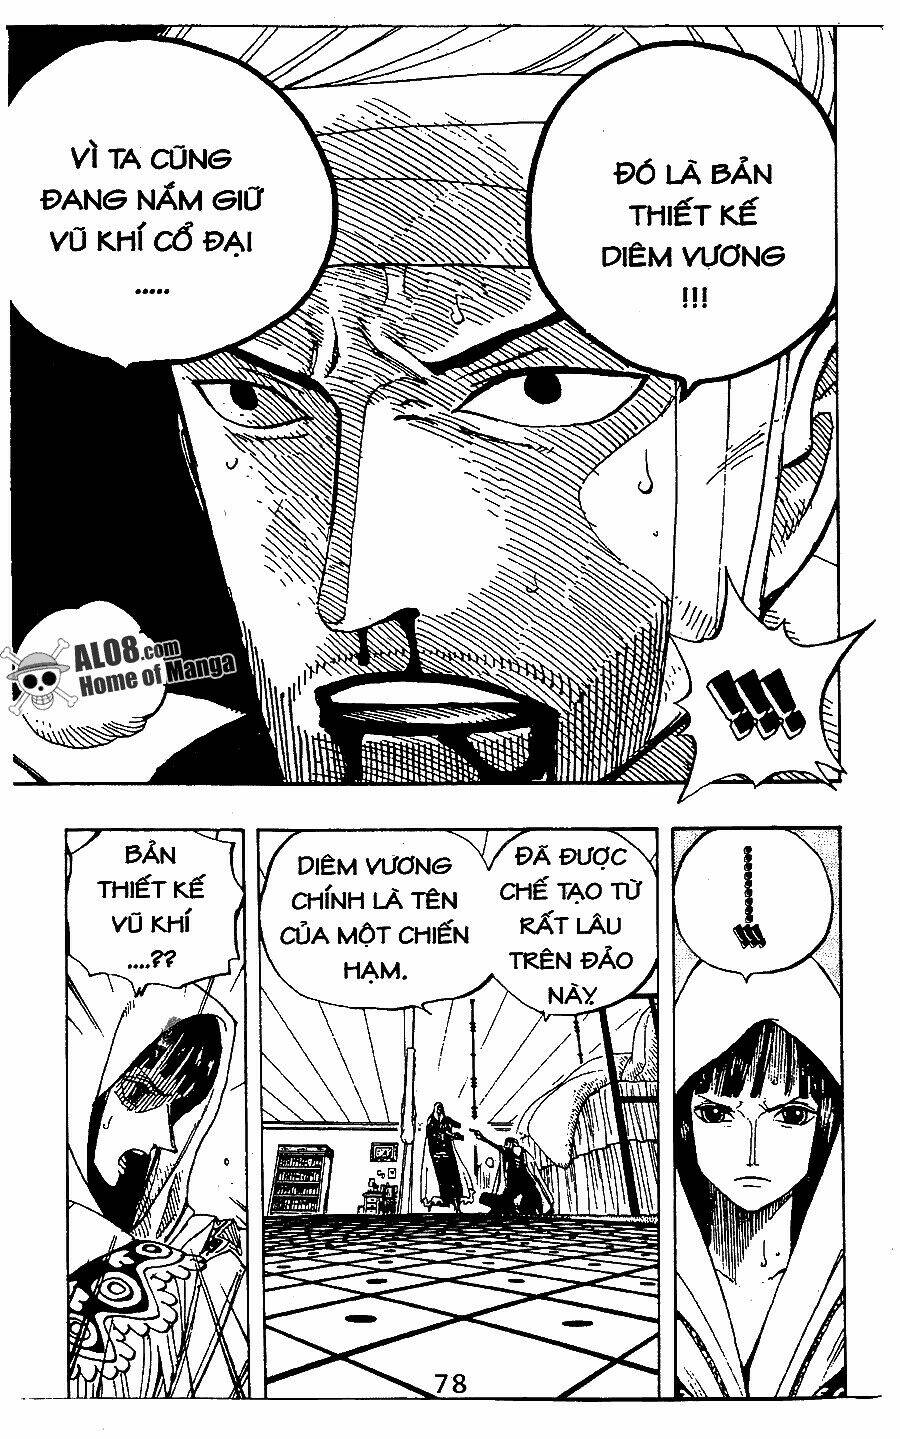 VÌ TA CŨNG
ĐANG NẮM GIỮ
VŨ KHÍ CỔ ĐẠI
.....
ĐÓ LÀ BẢN
THIẾT KẾ
DIÊM VƯƠNG
!!!
AL08.com
Home of Manga
!!!
BẢN
THIẾT KẾ
VŨ KHÍ
....??
DIÊM VƯƠNG
CHÍNH LÀ TÊN
CỦA MỘT CHIẾN
HẠM.
ĐÃ ĐƯỢC
CHẾ TẠO TỪ
RẤT LÂU
TRÊN ĐẢO
NÀY.
.........!!!
78